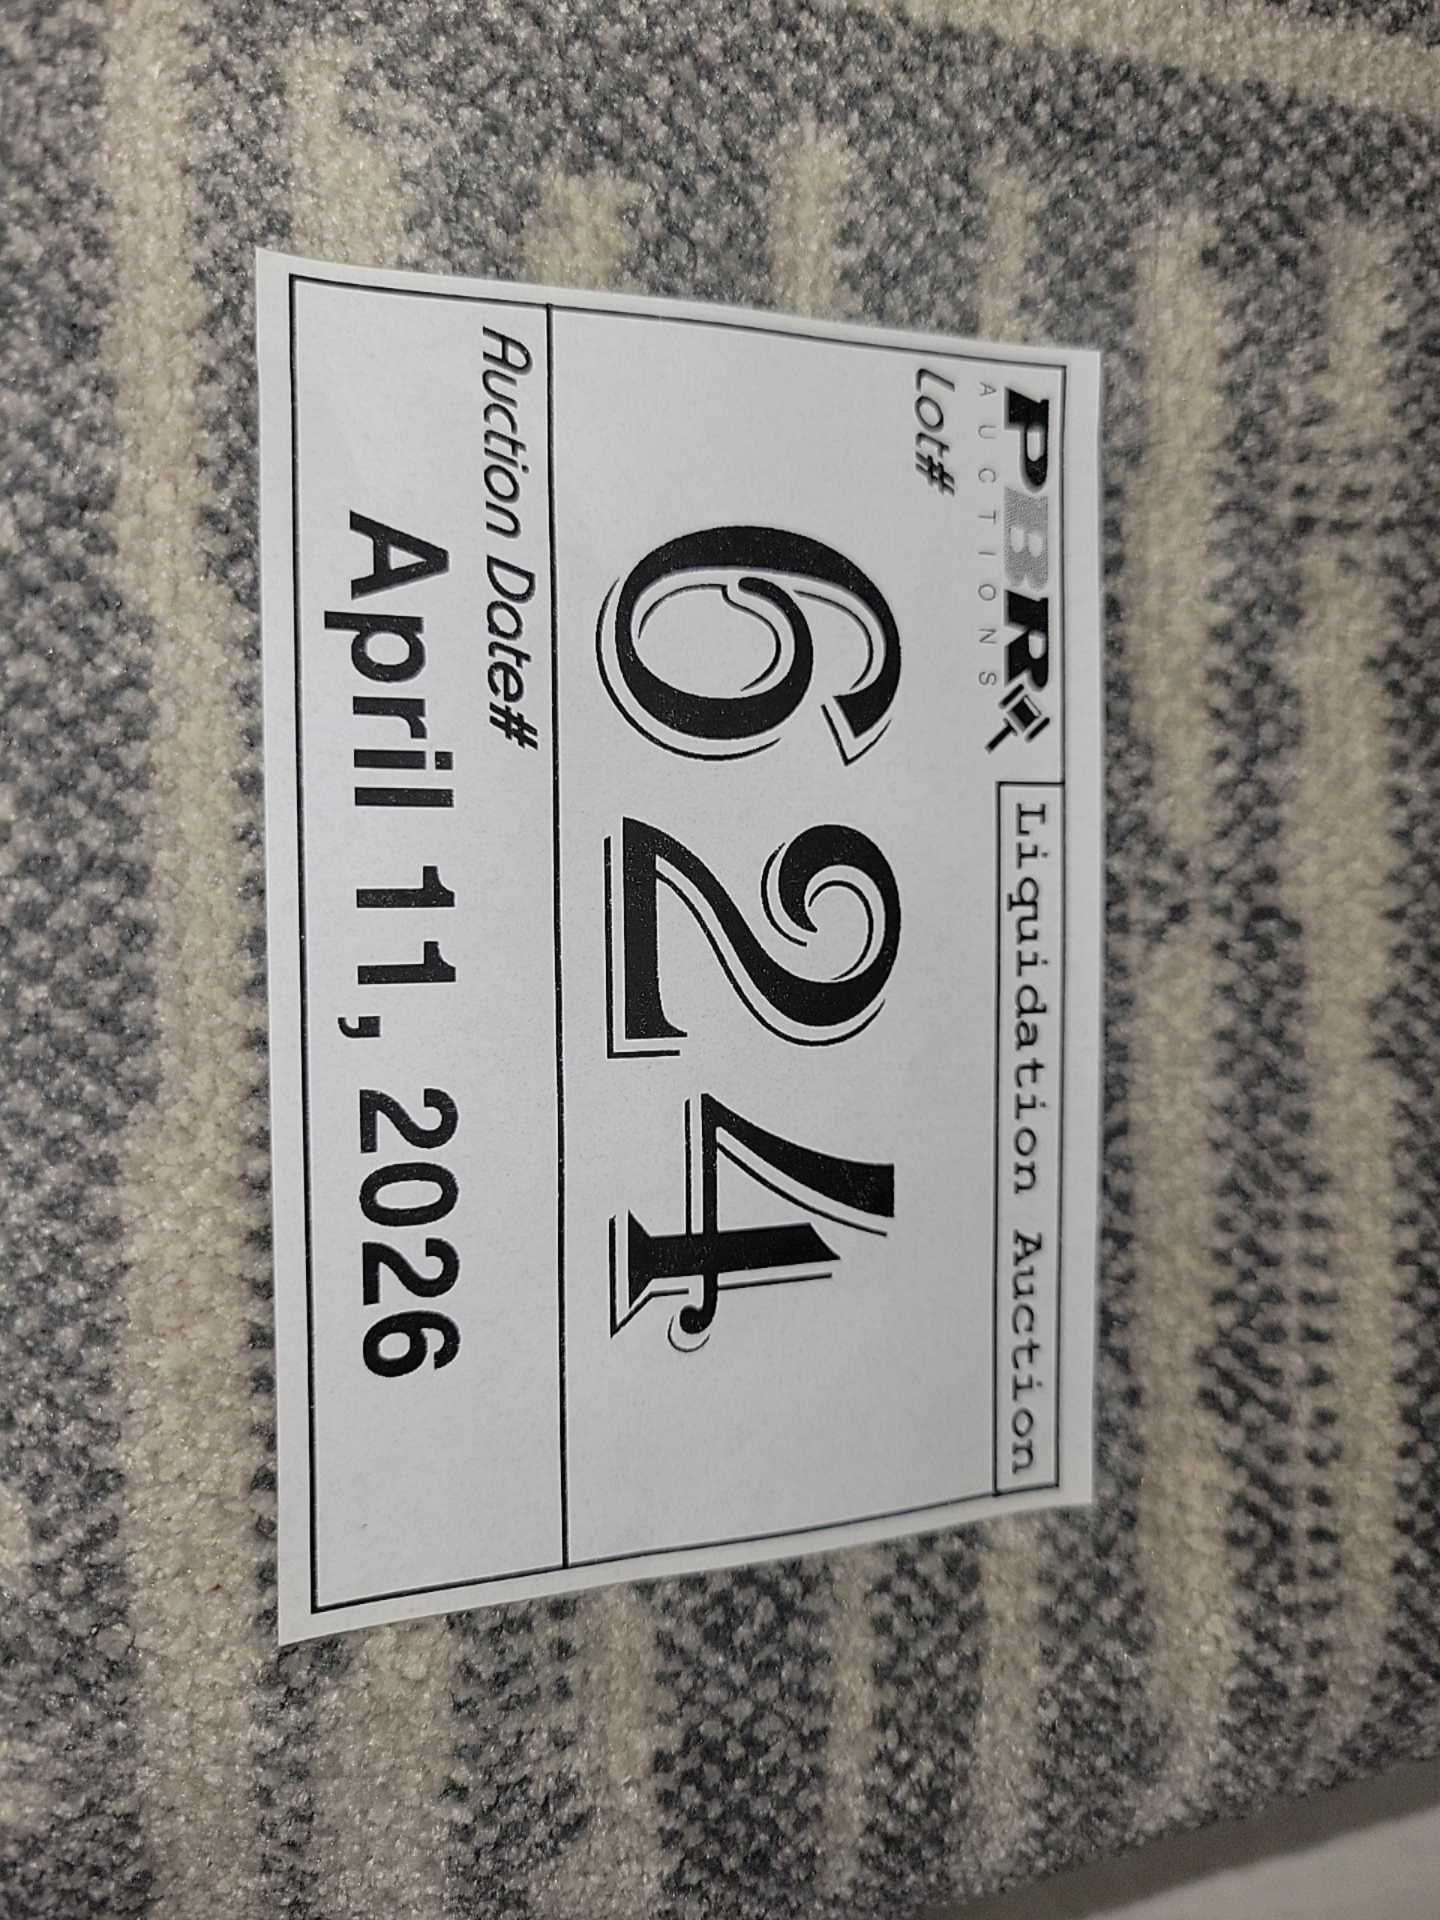 PBR
AUCTIONS
Liquidation Auction
Lot#
624
Auction Date#
April 11, 2026